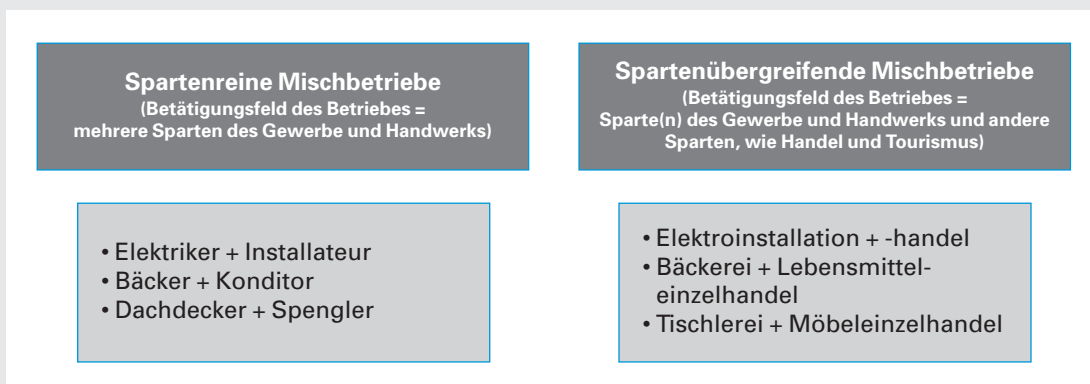 Spartenreine Mischbetriebe
(Betätigungsfeld des Betriebes =
mehrere Sparten des Gewerbe und Handwerks)
• Elektriker + Installateur
• Bäcker + Konditor
• Dachdecker + Spengler
Spartenübergreifende Mischbetriebe
(Betätigungsfeld des Betriebes =
Sparte(n) des Gewerbe und Handwerks und andere
Sparten, wie Handel und Tourismus)
• Elektroinstallation + -handel
• Bäckerei + Lebensmittel-
einzelhandel
• Tischlerei + Möbeleinzelhandel